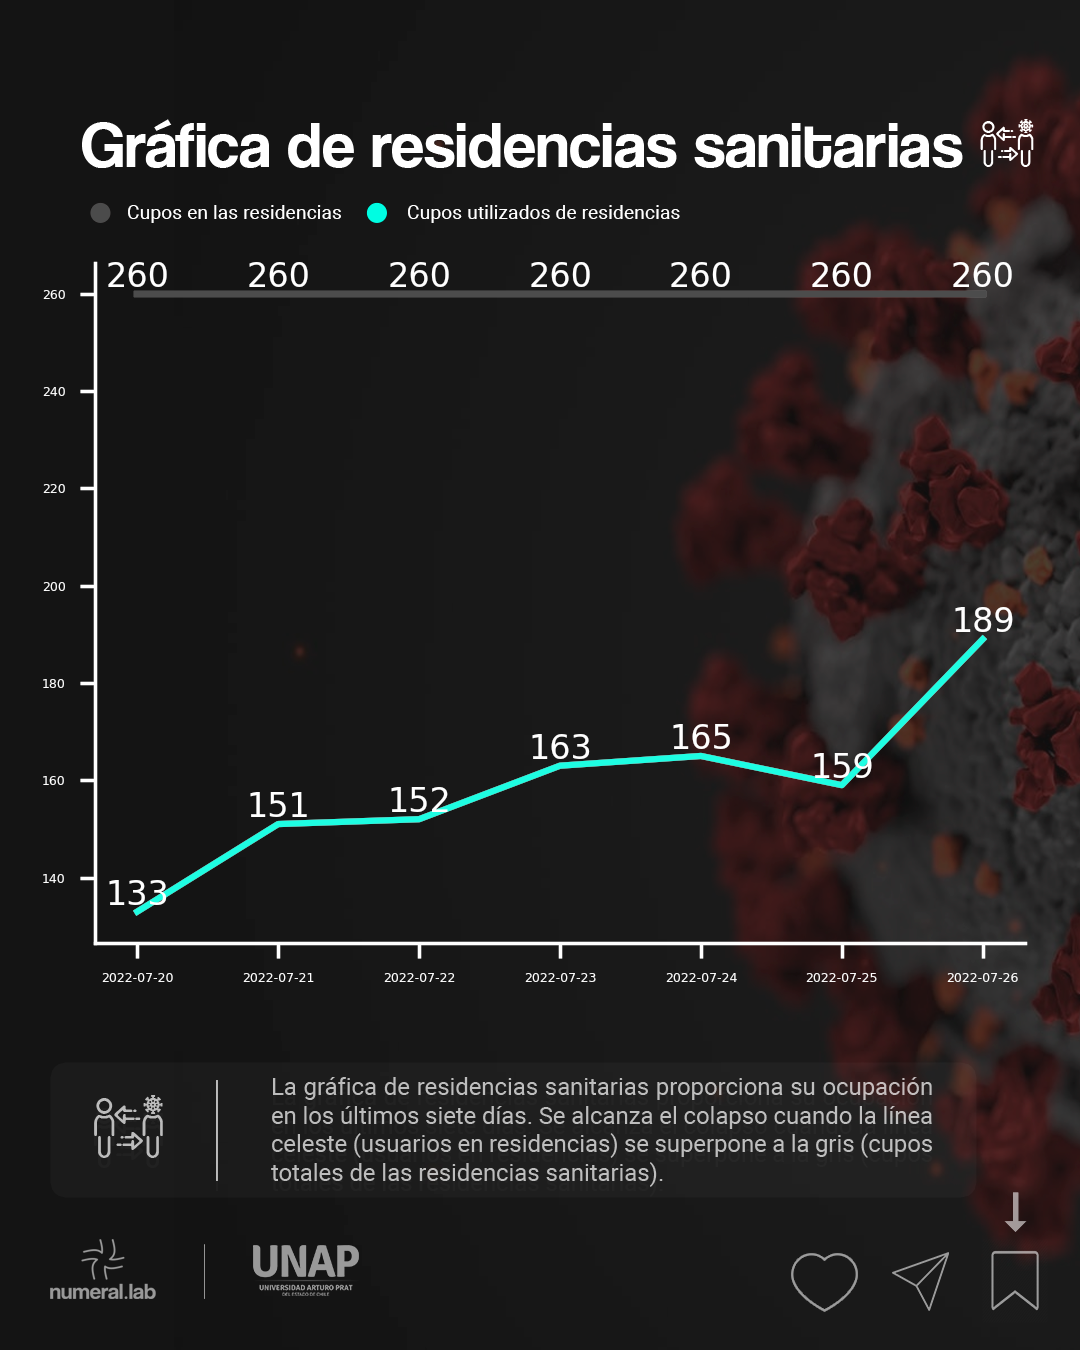 Gráfica de residencias sanitarias
Cupos en las residencias Cupos utilizados de residencias
260 260 260 260 260 260 260
260
240
220
200
189
180
163 165 159
160
151 152
140
133
2022-07-20 2022-07-21 2022-07-22 2022-07-23 2022-07-24 2022-07-25 2022-07-26
La gráfica de residencias sanitarias proporciona su ocupación
en los últimos siete días. Se alcanza el colapso cuando la línea
celeste (usuarios en residencias) se superpone a la gris (cupos
totales de las residencias sanitarias).
numeral.lab
UNAP
UNIVERSIDAD ARTURO PRAT
DEL ESTADO DE CHILE